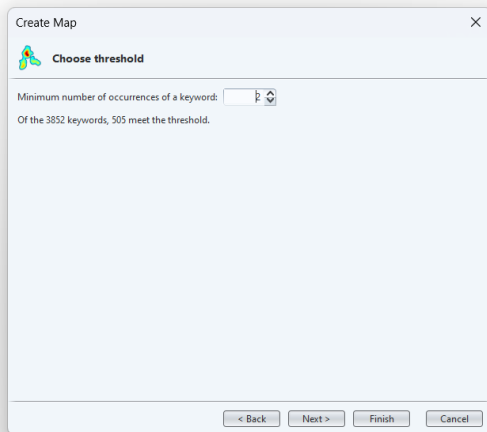 Create Map
Choose threshold
Minimum number of occurrences of a keyword: 2
Of the 3852 keywords, 505 meet the threshold.
< Back Next > Finish Cancel